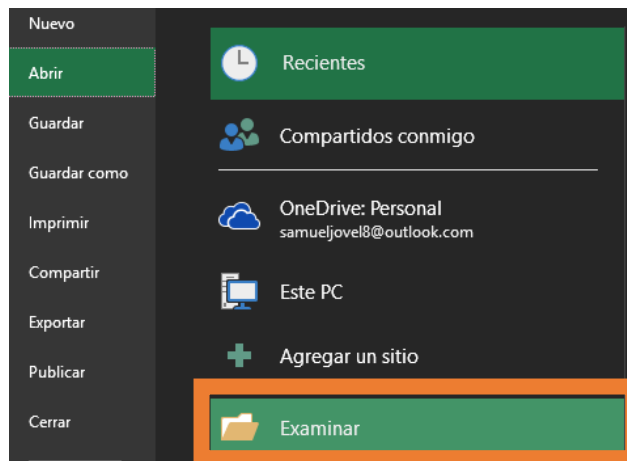 Nuevo
Abrir
Guardar
Guardar como
Imprimir
Compartir
Exportar
Publicar
Cerrar
Recientes
Compartidos conmigo
OneDrive: Personal
samueljovel8@outlook.com
Este PC
Agregar un sitio
Examinar